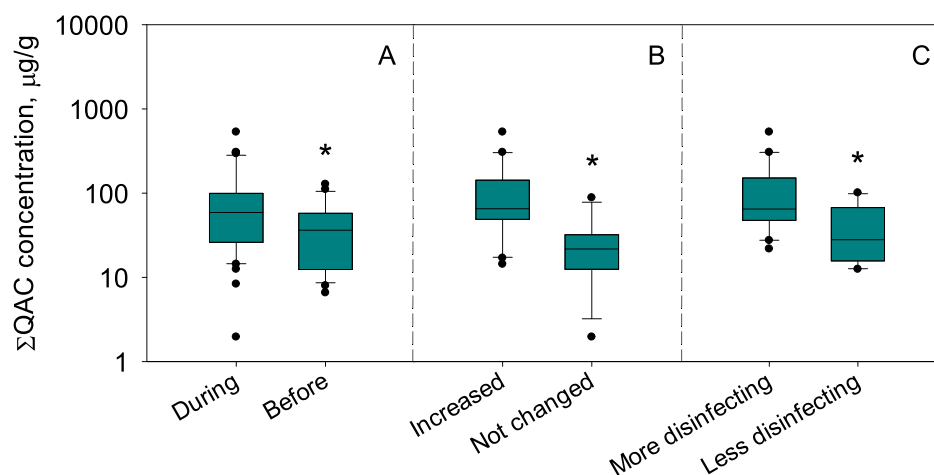 ΣQAC concentration, μg/g
10000
1000
100
10
1
A
B
C
*
*
*
During
Before
Increased
Not changed
More disinfecting
Less disinfecting